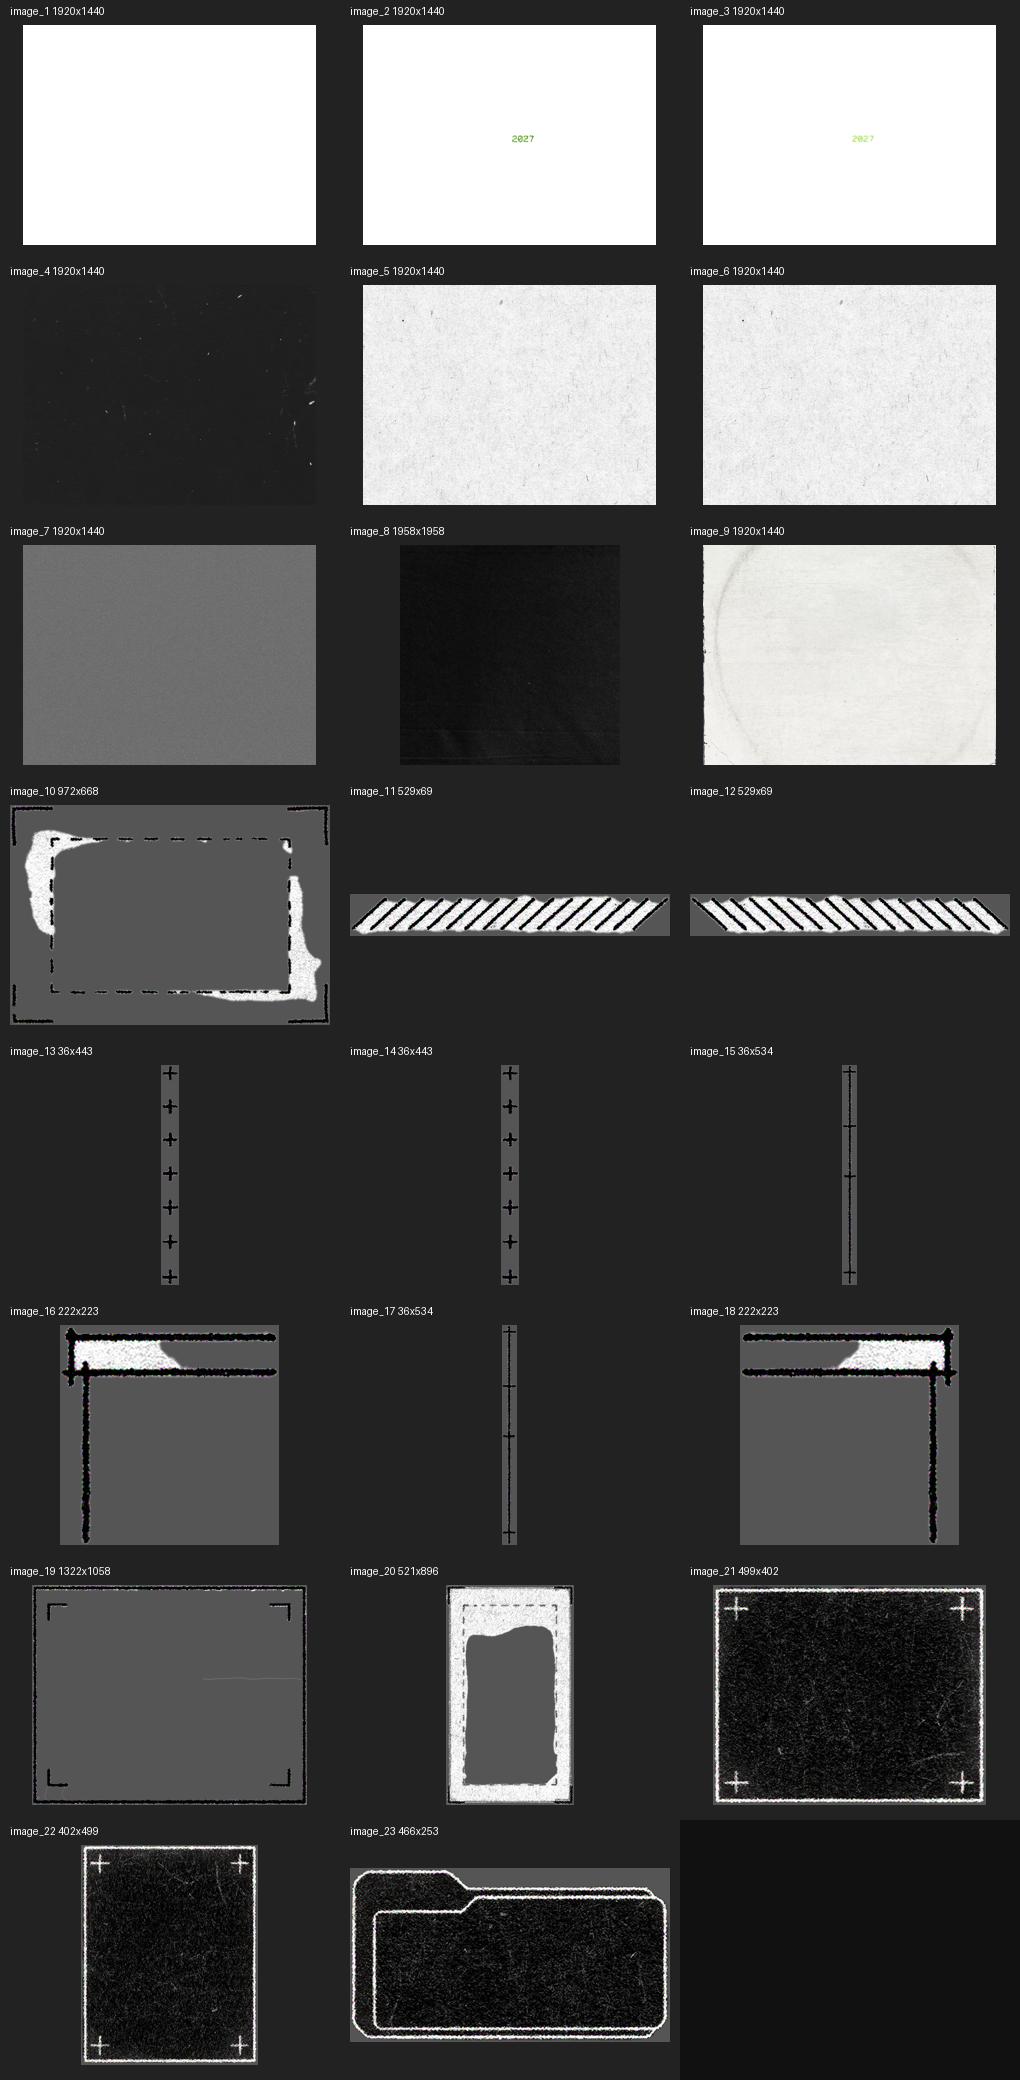 image_1 1920x1440
image_2 1920x1440
image_3 1920x1440
2027
2027
image_4 1920x1440
image_5 1920x1440
image_6 1920x1440
image_7 1920x1440
image_8 1958x1958
image_9 1920x1440
image_10 972x668
image_11 529x69
image_12 529x69
image_13 36x443
image_14 36x443
image_15 36x534
image_16 222x223
image_17 36x534
image_18 222x223
image_19 1322x1058
image_20 521x896
image_21 499x402
image_22 402x499
image_23 466x253